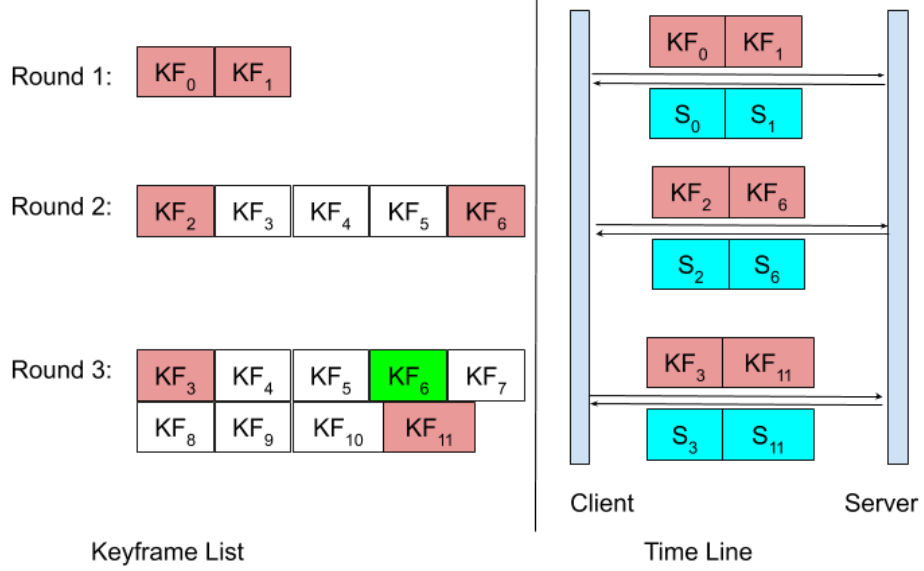 Round 1:
KF0 KF1
Round 2:
KF2 KF3 KF4 KF5 KF6
Round 3:
KF3 KF4 KF5 KF6 KF7
KF8 KF9 KF10 KF11
Keyframe List
KF0 KF1
S0 S1
KF2 KF6
S2 S6
KF3 KF11
S3 S11
Client Server
Time Line